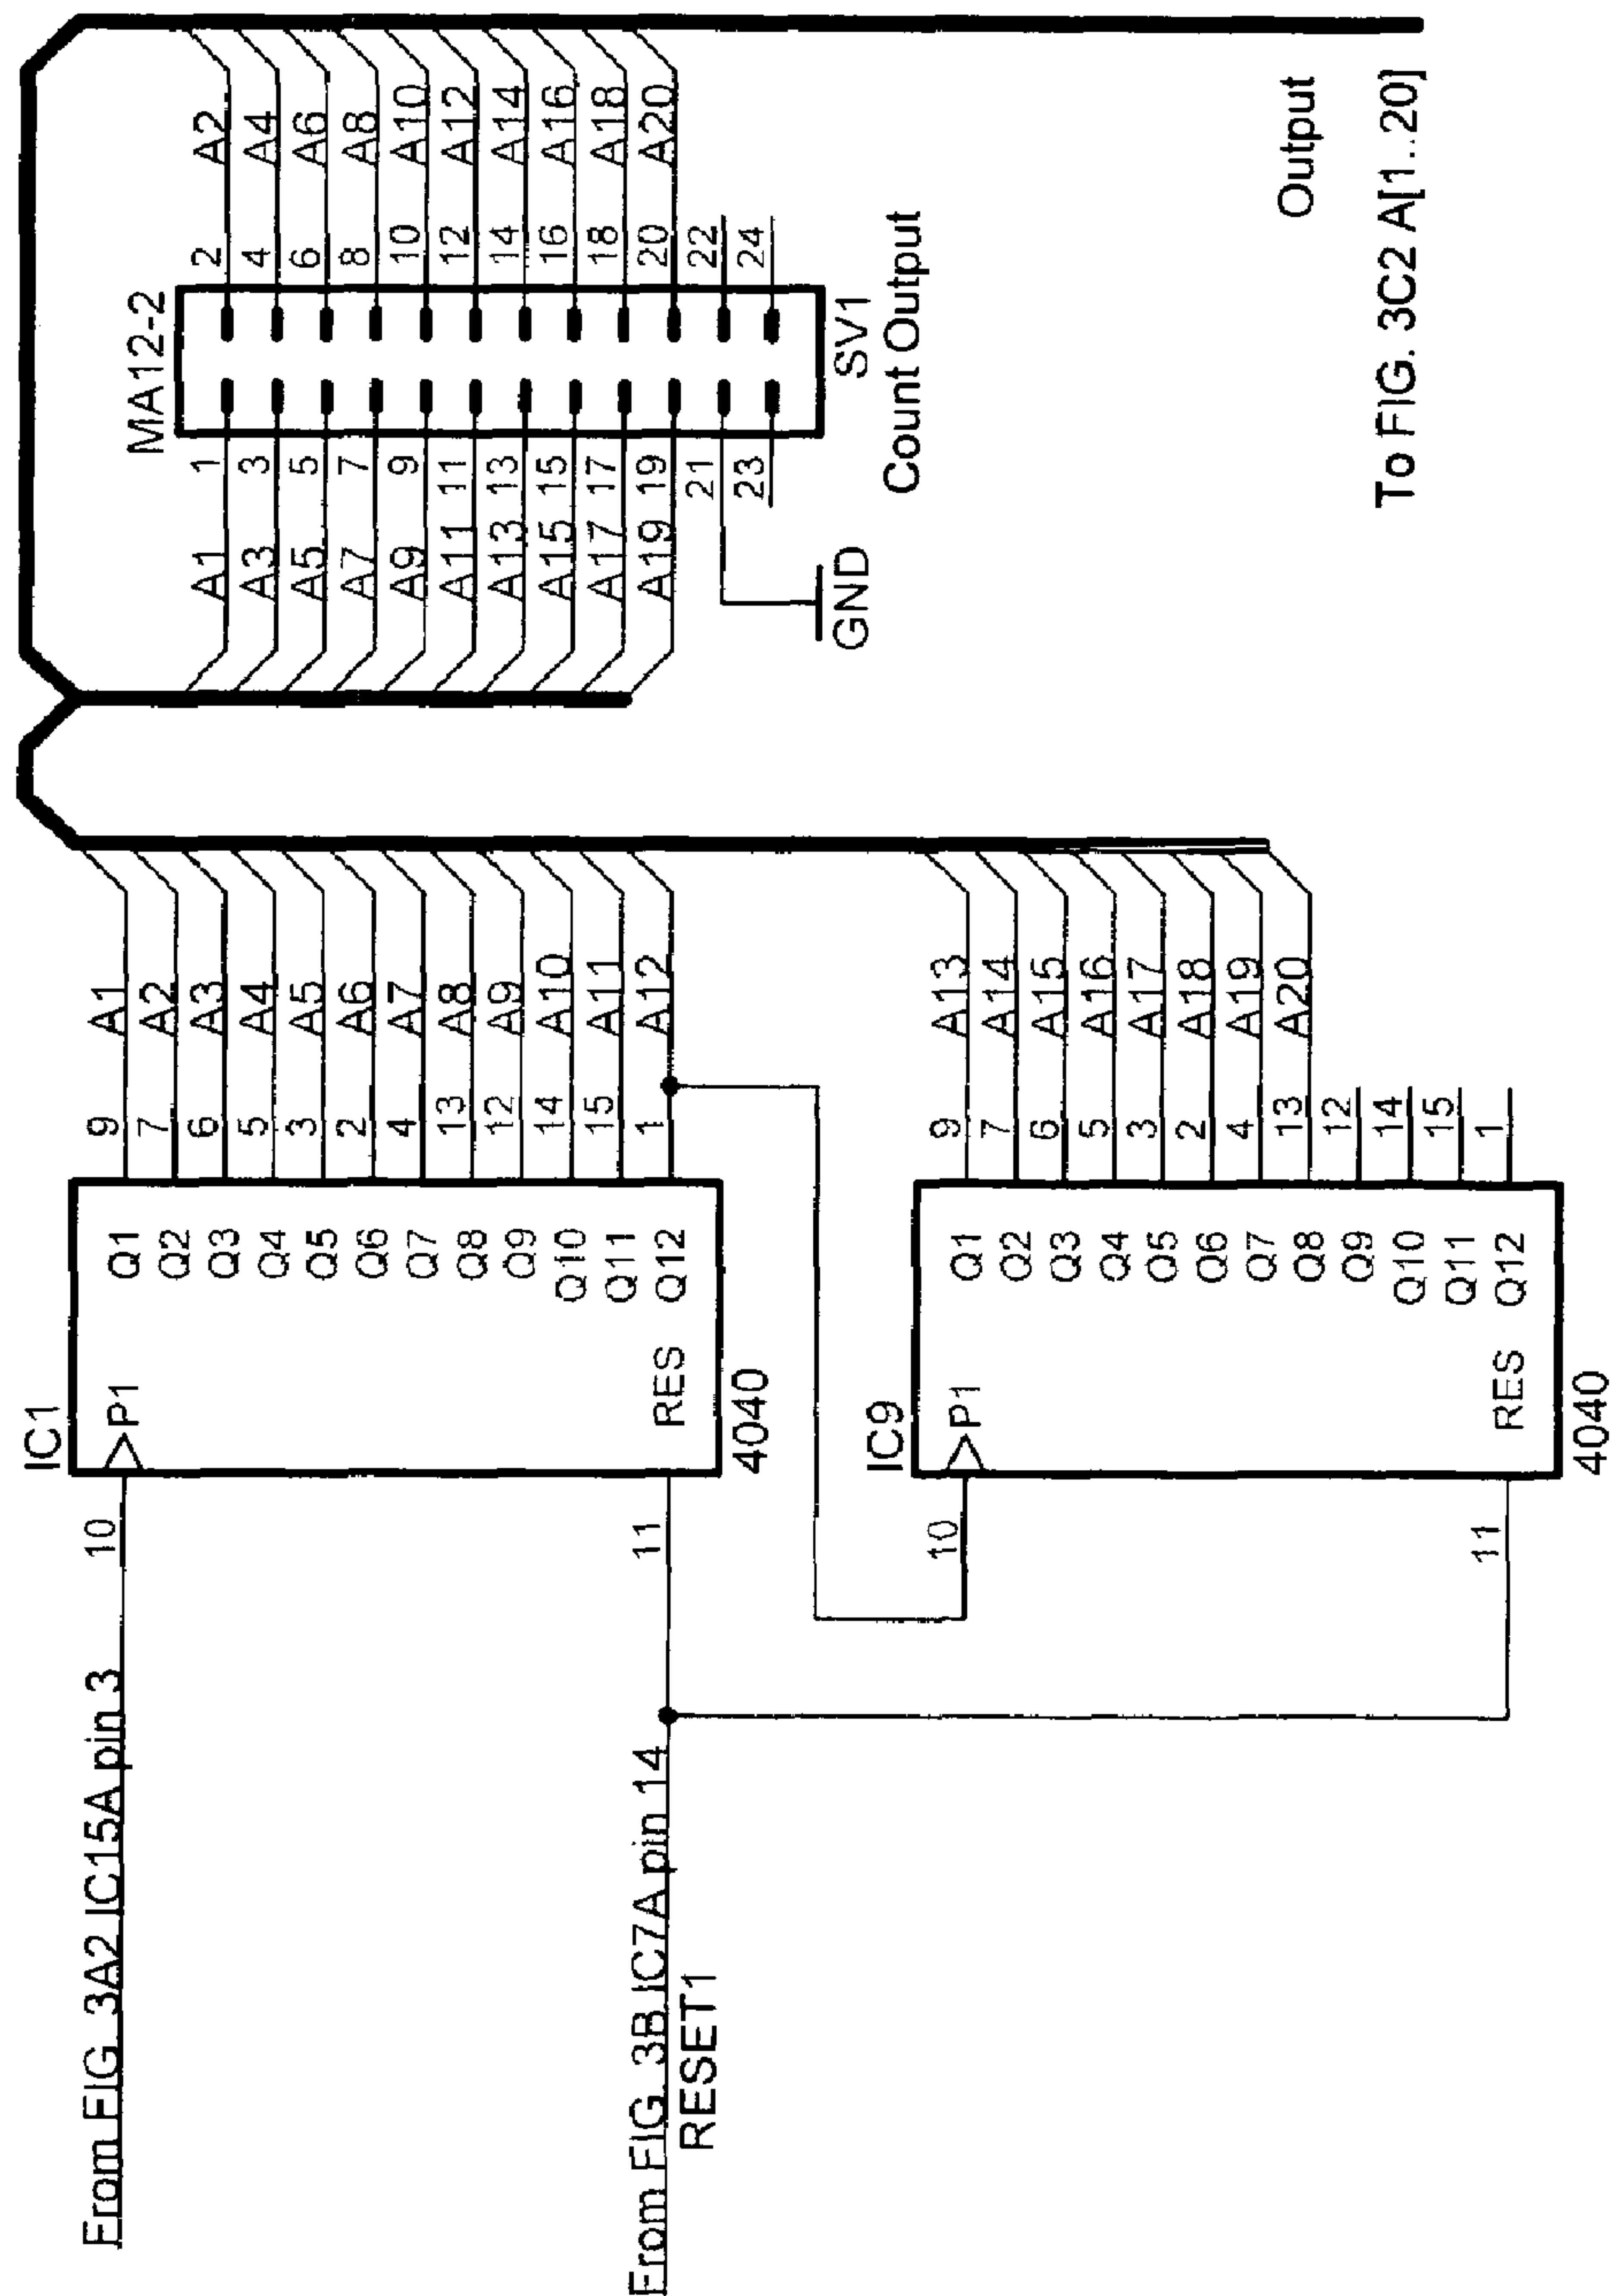 From FIG. 3A2 IC15A pin 3
10
IC1
P1
RES
4040
11
Q1
Q2
Q3
Q4
Q5
Q6
Q7
Q8
Q9
Q10
Q11
Q12
9 A1
7 A2
6 A3
5 A4
3 A5
2 A6
4 A7
13 A8
12 A9
14 A10
15 A11
1 A12
From FIG. 3B IC7A pin 14
RESET1
10
IC9
P1
RES
4040
11
Q1
Q2
Q3
Q4
Q5
Q6
Q7
Q8
Q9
Q10
Q11
Q12
9 A13
7 A14
6 A15
5 A16
3 A17
2 A18
4 A19
13 A20
12
14
15
1
MA12-2
A1 1 2 A2
A3 3 4 A4
A5 5 6 A6
A7 7 8 A8
A9 9 10 A10
A11 11 12 A12
A13 13 14 A14
A15 15 16 A16
A17 17 18 A18
A19 19 20 A20
21 22
23 24
GND
SV1
Count Output
Output
To FIG. 3C2 A[1..20]